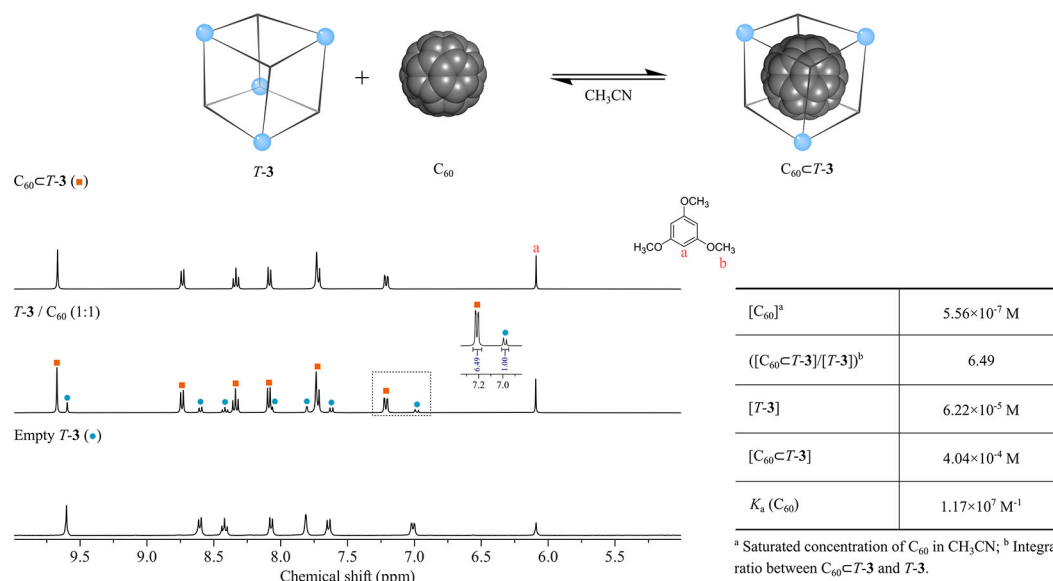 CH₃CN
T-3
C₆₀
C₆₀⊂T-3
C₆₀⊂T-3 (■)
OCH₃
H₃CO
OCH₃
a
b
a
T-3 / C₆₀ (1:1)
6.49
1.00
7.2 7.0
Empty T-3 (●)
9.5 9.0 8.5 8.0 7.5 7.0 6.5 6.0 5.5
Chemical shift (ppm)
[C₆₀]ᵃ 5.56×10⁻⁷ M
([C₆₀⊂T-3]/[T-3])ᵇ 6.49
[T-3] 6.22×10⁻⁵ M
[C₆₀⊂T-3] 4.04×10⁻⁴ M
Kₐ (C₆₀) 1.17×10⁷ M⁻¹
ᵃ Saturated concentration of C₆₀ in CH₃CN; ᵇ Integra
ratio between C₆₀⊂T-3 and T-3.